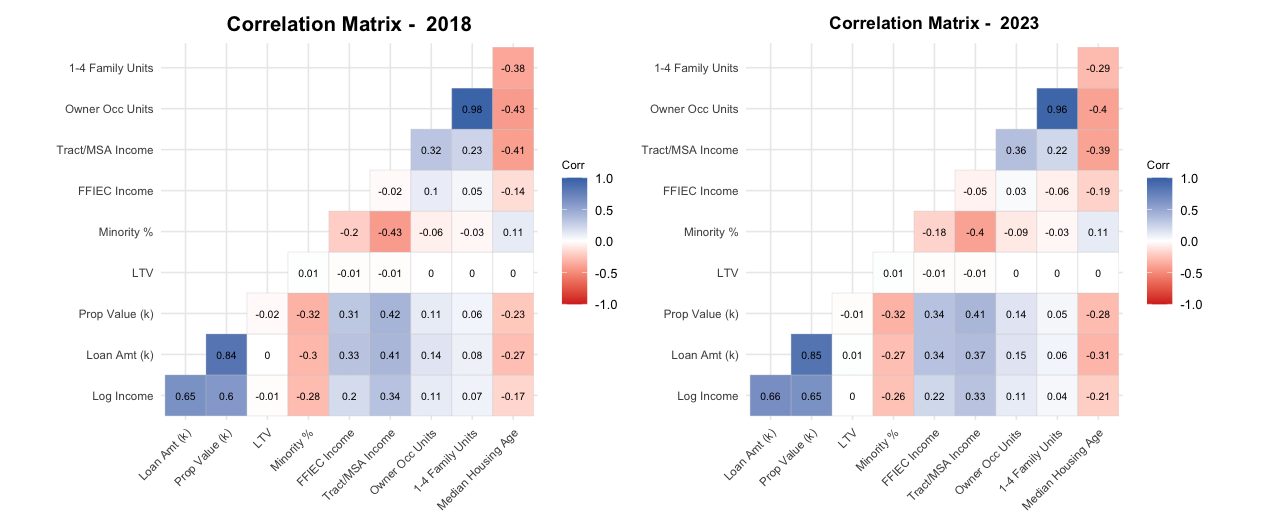 Correlation Matrix -  2018
1-4 Family Units -0.38
Owner Occ Units 0.98 -0.43
Tract/MSA Income 0.32 0.23 -0.41
FFIEC Income -0.02 0.1 0.05 -0.14
Minority % -0.2 -0.43 -0.06 -0.03 0.11
LTV 0.01 -0.01 -0.01 0 0 0
Prop Value (k) -0.02 -0.32 0.31 0.42 0.11 0.06 -0.23
Loan Amt (k) 0.84 0 -0.3 0.33 0.41 0.14 0.08 -0.27
Log Income 0.65 0.6 -0.01 -0.28 0.2 0.34 0.11 0.07 -0.17
Loan Amt (k)
Prop Value (k)
LTV
Minority %
FFIEC Income
Tract/MSA Income
Owner Occ Units
1-4 Family Units
Median Housing Age
Corr
1.0
0.5
0.0
-0.5
-1.0
Correlation Matrix -  2023
1-4 Family Units -0.29
Owner Occ Units 0.96 -0.4
Tract/MSA Income 0.36 0.22 -0.39
FFIEC Income -0.05 0.03 -0.06 -0.19
Minority % -0.18 -0.4 -0.09 -0.03 0.11
LTV 0.01 -0.01 -0.01 0 0 0
Prop Value (k) -0.01 -0.32 0.34 0.41 0.14 0.05 -0.28
Loan Amt (k) 0.85 0.01 -0.27 0.34 0.37 0.15 0.06 -0.31
Log Income 0.66 0.65 0 -0.26 0.22 0.33 0.11 0.04 -0.21
Loan Amt (k)
Prop Value (k)
LTV
Minority %
FFIEC Income
Tract/MSA Income
Owner Occ Units
1-4 Family Units
Median Housing Age
Corr
1.0
0.5
0.0
-0.5
-1.0